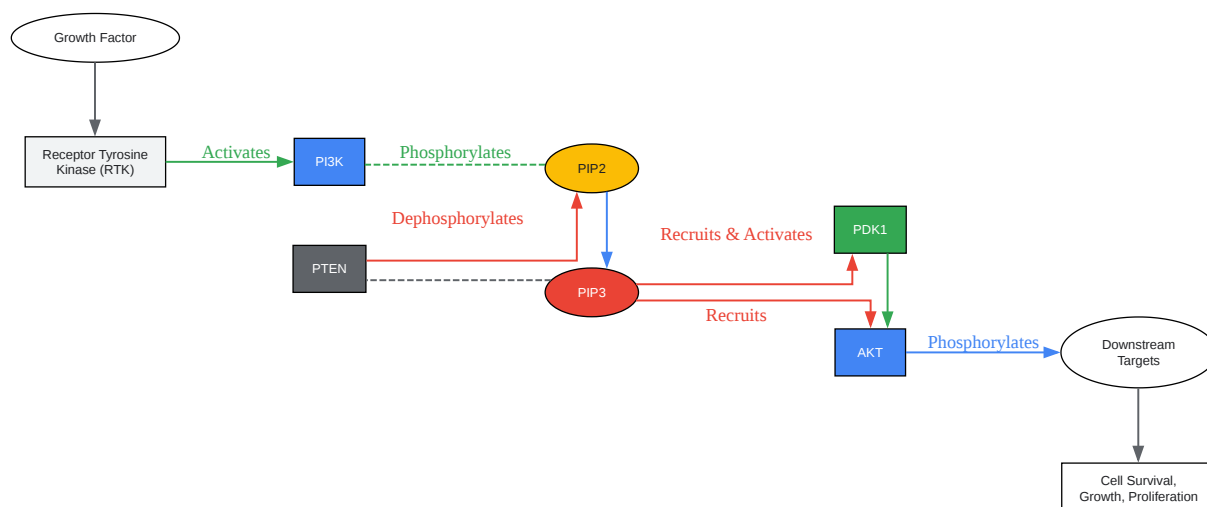 Growth Factor
Receptor Tyrosine
Kinase (RTK)
Activates
PI3K
Phosphorylates
PIP2
Dephosphorylates
PTEN
PIP3
Recruits & Activates
PDK1
Recruits
AKT
Phosphorylates
Downstream
Targets
Cell Survival,
Growth, Proliferation